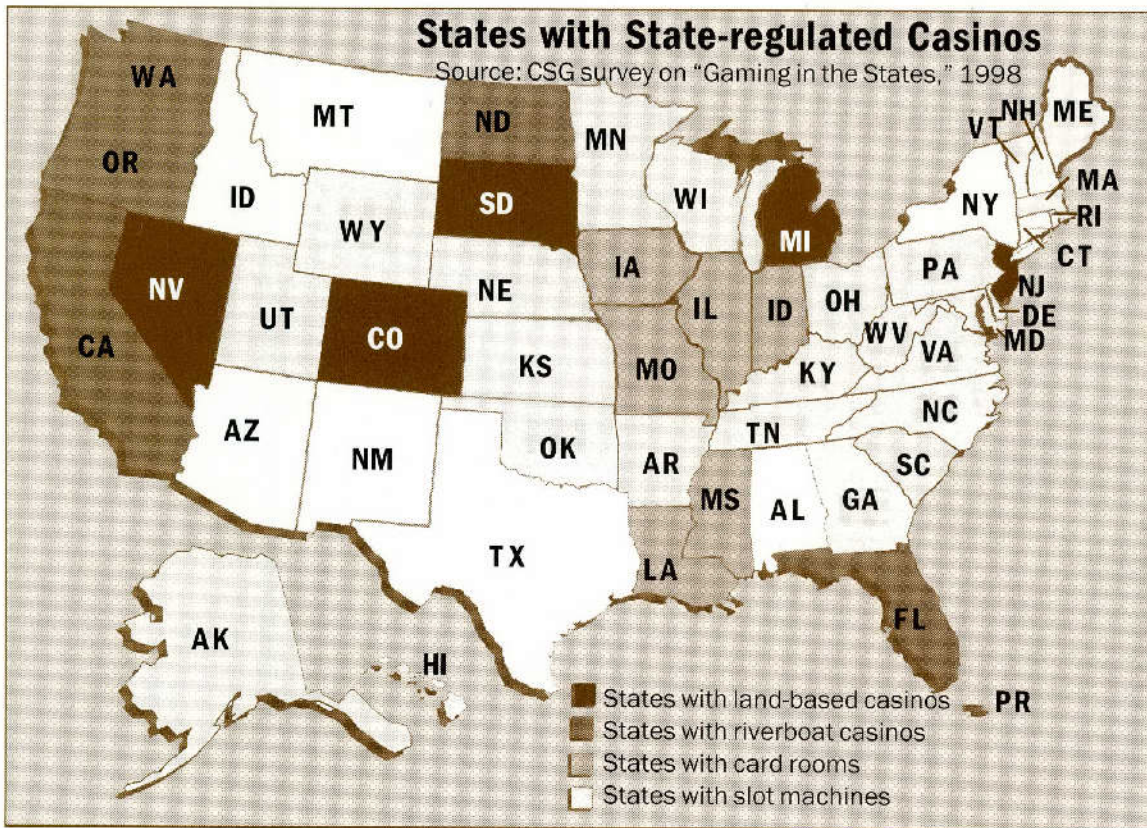 States with State-regulated Casinos
Source: CSG survey on "Gaming in the States," 1998
WA
MT
ND
MN
VT
NH
ME
OR
ID
SD
WI
NY
MA
WY
MI
RI
CT
IA
PA
NV
NE
NJ
UT
IL
ID
OH
DE
CO
WV
MD
CA
MO
VA
KS
KY
AZ
NC
NM
OK
TN
AR
SC
MS
AL
GA
TX
LA
FL
AK
HI
PR
States with land-based casinos
States with riverboat casinos
States with card rooms
States with slot machines